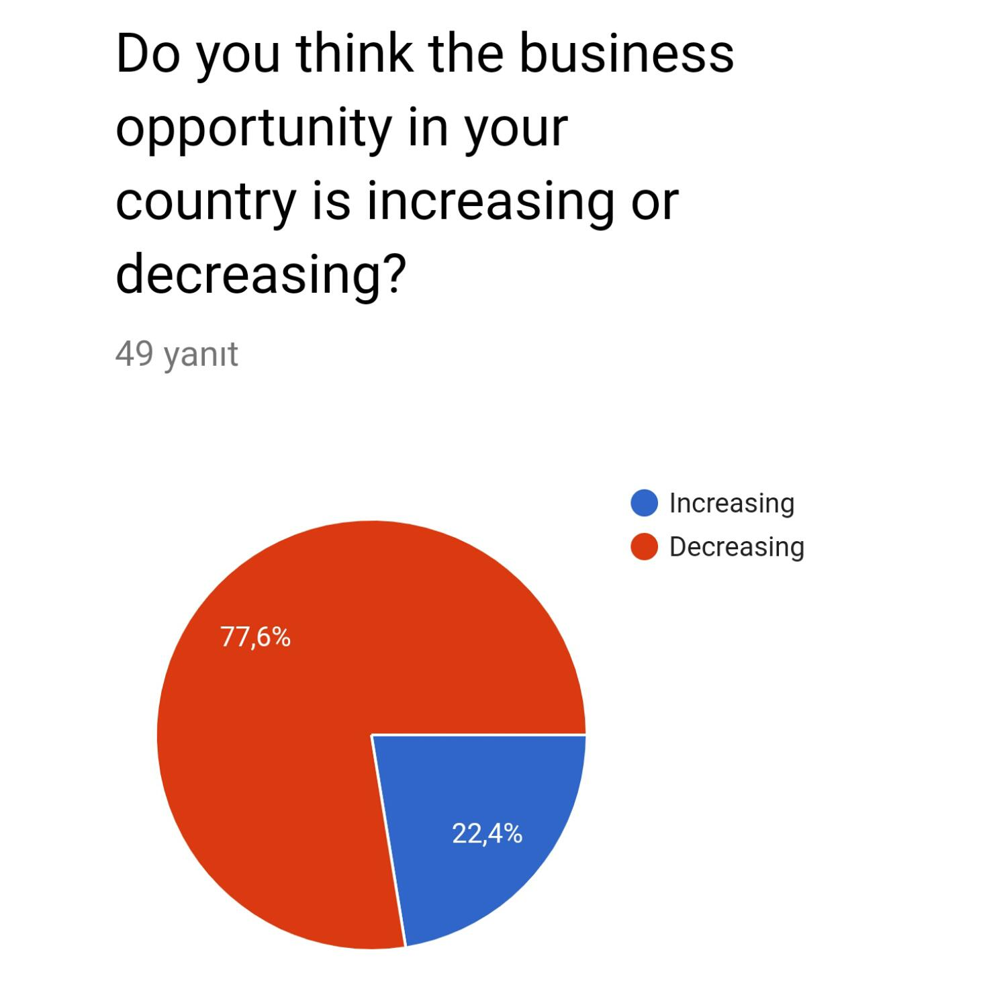 Do you think the business
opportunity in your
country is increasing or
decreasing?
49 yanıt
Increasing
Decreasing
77,6%
22,4%